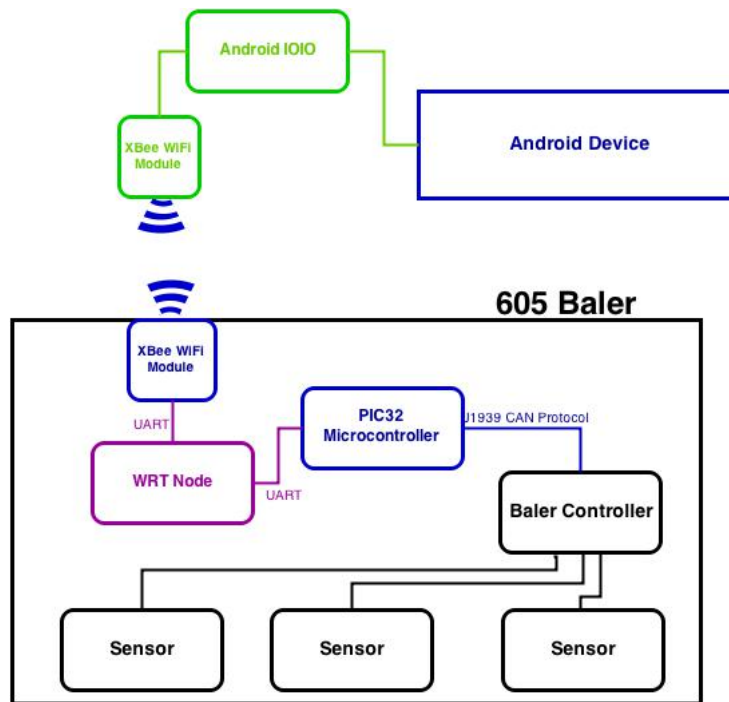 Android IOIO
XBee WiFi
Module
Android Device
605 Baler
XBee WiFi
Module
UART
PIC32
Microcontroller
J1939 CAN Protocol
WRT Node
UART
Baler Controller
Sensor
Sensor
Sensor